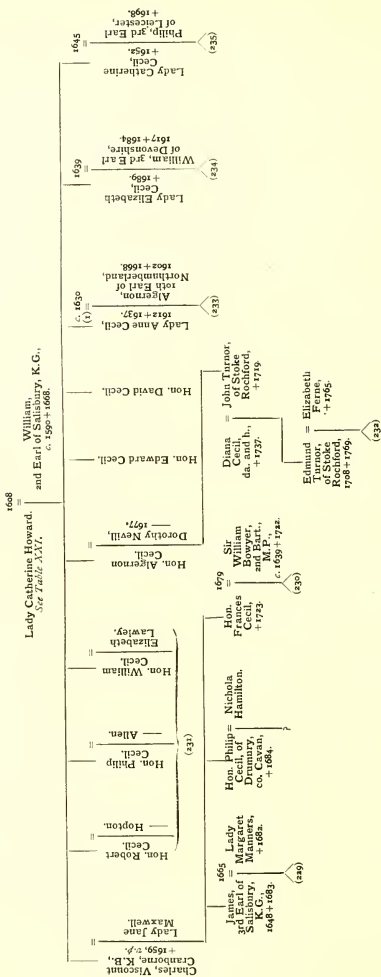 1608
Lady Catherine Howard. = William,
See Table XXI. 2nd Earl of Salisbury, K.G.,
c. 1590+1668.
Charles, Viscount
Cranborne, K.B.,
+1659, v.p.
=
Lady Jane
Maxwell.
Hon. Robert
Cecil.
=
— Hopton.
Hon. Philip
Cecil.
=
— Allen.
Hon. William
Cecil.
=
Elizabeth
Lawley.
(231)
Hon. Algernon
Cecil.
=
Dorothy Nevill,
— 1677.
Hon. Edward Cecil.
Hon. David Cecil.
Lady Anne Cecil,
1612+1637.
c. 1630
(1)
=
Algernon,
10th Earl of
Northumberland,
1602+1668.
(233)
Lady Elizabeth
Cecil,
+1689.
1639
=
William, 3rd Earl
of Devonshire,
1617+1684.
(234)
Lady Catherine
Cecil,
+1652.
1645
=
Philip, 3rd Earl
of Leicester,
+1698.
(235)
James,
3rd Earl of
Salisbury,
K.G.,
1648+1683.
1665
=
Lady
Margaret
Manners,
+1682.
(229)
Hon. Philip
Cecil, of
Drumury,
co. Cavan,
+1684.
=
Nichola
Hamilton.
?
Hon.
Frances
Cecil,
+1723.
1679
=
Sir
William
Bowyer,
2nd Bart.,
M.P.,
c. 1639+1722.
(230)
Diana
Cecil,
da. and h.,
+1737.
=
John Turnor,
of Stoke
Rochford,
+1719.
Edmund
Turnor,
of Stoke
Rochford,
1708+1769.
=
Elizabeth
Ferne,
+1765.
(232)